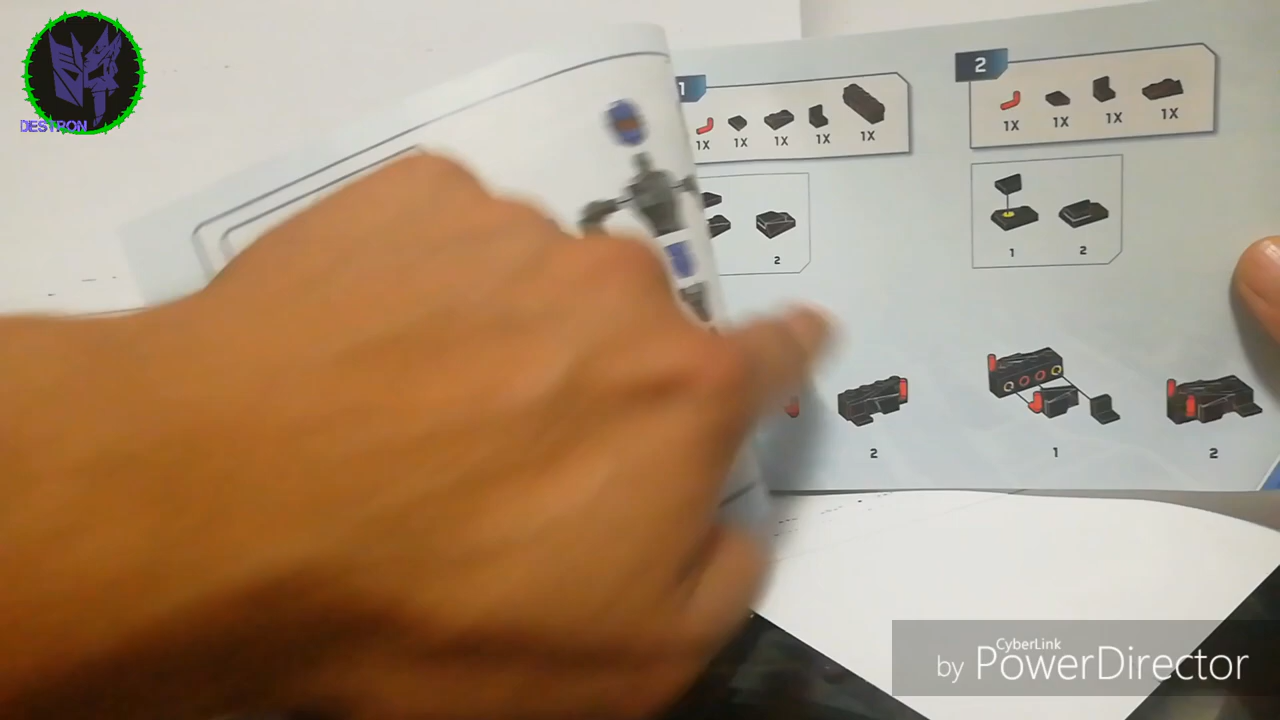 DESTRON
1
1X 1X 1X 1X 1X
2
2
2
1X 1X 1X 1X
1 2
1 2
by CyberLink PowerDirector